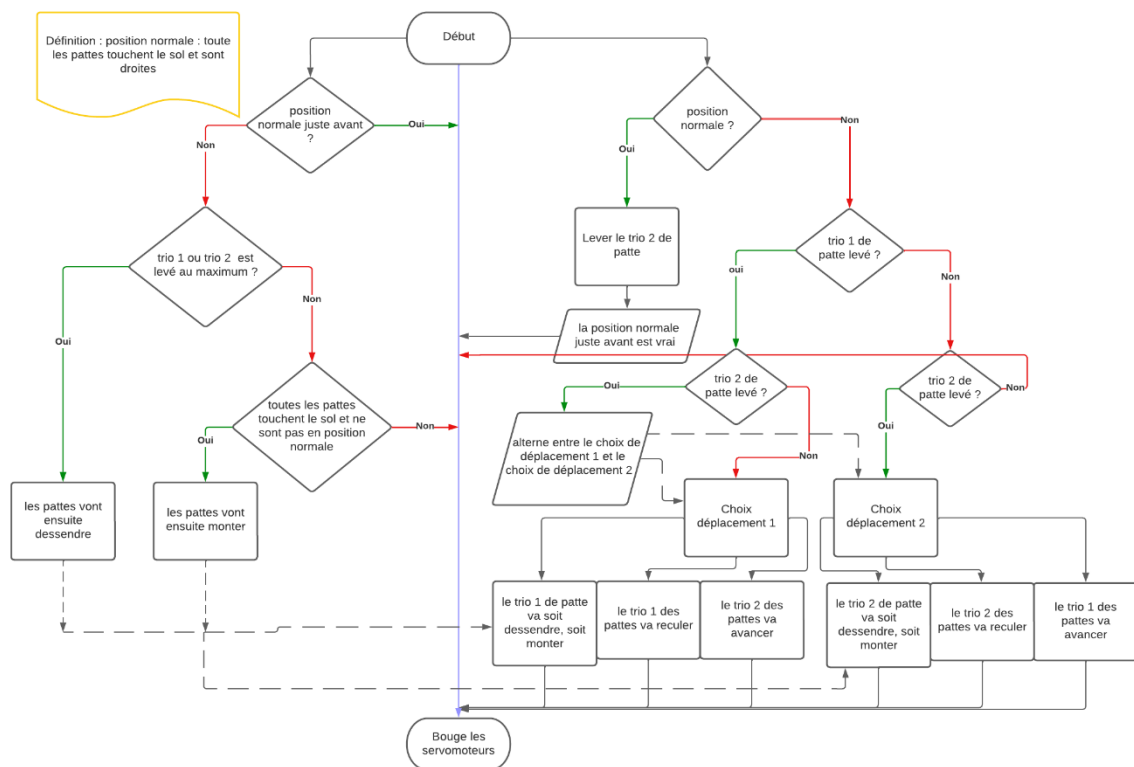 Définition : position normale : toute
les pattes touchent le sol et sont
droites
Début
position
normale juste avant
?
Oui
Non
position
normale ?
Oui
Non
trio 1 ou trio 2 est
levé au maximum ?
Oui
Non
Lever le trio 2 de
patte
trio 1 de
patte levé ?
oui
Non
la position normale
juste avant est vrai
toutes les pattes
touchent le sol et ne
sont pas en position
normale
Oui
Non
trio 2 de
patte levé ?
Oui
Non
trio 2 de
patte levé ?
Oui
Non
alterne entre le choix de
déplacement 1 et le
choix de déplacement 2
les pattes vont
ensuite
dessendre
les pattes vont
ensuite monter
Choix
déplacement 1
Choix
déplacement 2
le trio 1 de patte
va soit
dessendre, soit
monter
le trio 1 des
pattes va reculer
le trio 2 des
pattes va
avancer
le trio 2 de patte
va soit
dessendre, soit
monter
le trio 2 des
pattes va reculer
le trio 1 des
pattes va
avancer
Bouge les
servomoteurs